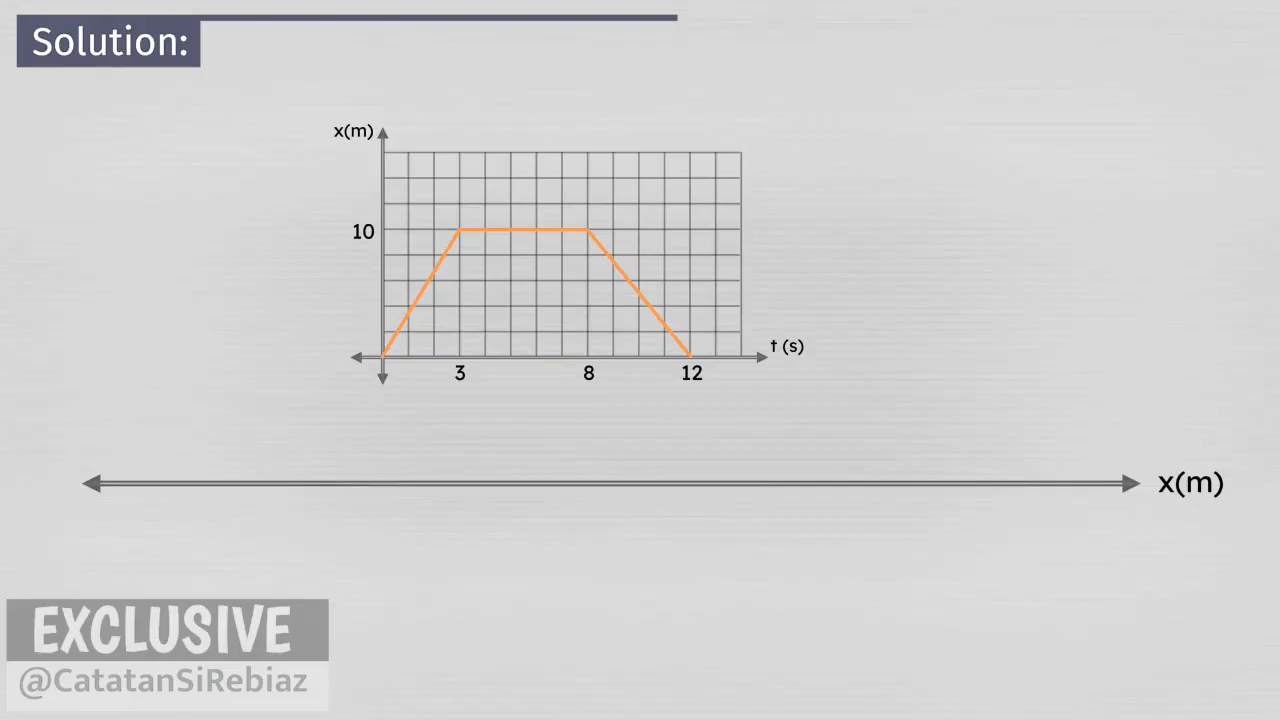 Solution:
x(m)
10
t (s)
3 8 12
x(m)
EXCLUSIVE
@CatatanSiRebiaz